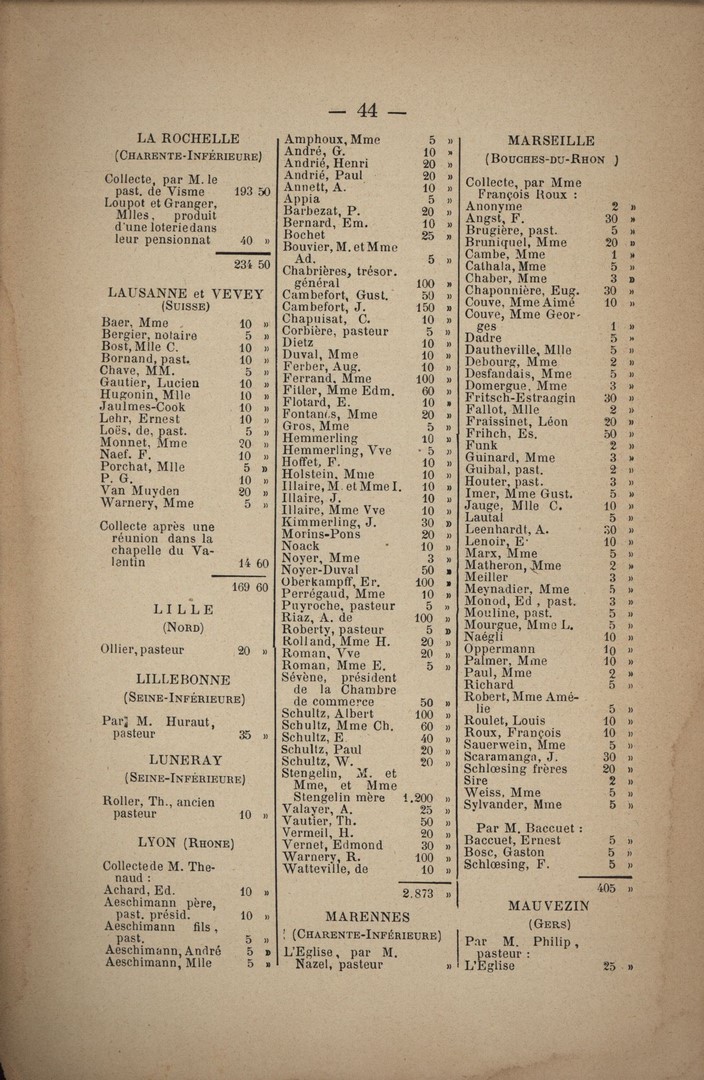 — 44 —
LA ROCHELLE
(CHARENTE-INFÉRIEURE)
Collecte, par M. le
past. de Visme 193 50
Loupot et Granger,
Mlles, produit
d'une loterie dans
leur pensionnat 40 »
234 50
LAUSANNE et VEVEY
(SUISSE)
Baer, Mme 10 »
Bergier, notaire 5 »
Bost, Mlle C. 10 »
Bornand, past. 10 »
Chave, MM. 5 »
Gautier, Lucien 10 »
Hugonin, Mlle 10 »
Jaulmes-Cook 10 »
Lehr, Ernest 10 »
Loës, de, past. 5 »
Monnet, Mme 20 »
Naef. F. 10 »
Porchat, Mlle 5 »
P. G. 10 »
Van Muyden 20 »
Warnery, Mme 5 »
Collecte après une
réunion dans la
chapelle du Va-
lentin 14 60
169 60
LILLE
(NORD)
Ollier, pasteur 20 »
LILLEBONNE
(SEINE-INFÉRIEURE)
Par M. Huraut,
pasteur 35 »
LUNERAY
(SEINE-INFÉRIEURE)
Roller, Th., ancien
pasteur 10 »
LYON (RHONE)
Collecte de M. The-
naud :
Achard, Ed. 10 »
Aeschimann père,
past. présid. 10 »
Aeschimann fils,
past. 5 »
Aeschimann, André 5 »
Aeschimann, Mlle 5 »
Amphoux, Mme 5 »
André, G. 10 »
Andrié, Henri 20 »
Andrié, Paul 20 »
Annett, A. 10 »
Appia 5 »
Barbezat, P. 20 »
Bernard, Em. 10 »
Bochet 25 »
Bouvier, M. et Mme
Ad. 5 »
Chabrières, trésor.
général 100 »
Cambefort, Gust. 50 »
Cambefort, J. 150 »
Chapuisat, C. 10 »
Corbière, pasteur 5 »
Dietz 10 »
Duval, Mme 10 »
Ferber, Aug. 10 »
Ferrand, Mme 100 »
Fitler, Mme Edm. 60 »
Flotard, E. 10 »
Fontanès, Mme 20 »
Gros, Mme 5 »
Hemmerling 10 »
Hemmerling, Vve 5 »
Hoffet, F. 10 »
Holstein, Mme 10 »
Illaire, M. et Mme I. 10 »
Illaire, J. 10 »
Illaire, Mme Vve 10 »
Kimmerling, J. 30 »
Morins-Pons 20 »
Noack 10 »
Noyer, Mme 3 »
Noyer-Duval 50 »
Oberkampff, Er. 100 »
Perrégaud, Mme 10 »
Puyroche, pasteur 5 »
Riaz, A. de 100 »
Roberty, pasteur 5 »
Rolland, Mme H. 20 »
Roman, Vve 20 »
Roman, Mme E. 5 »
Sévène, président
de la Chambre
de commerce 50 »
Schultz, Albert 100 »
Schultz, Mme Ch. 60 »
Schultz, E. 40 »
Schultz, Paul 20 »
Schultz, W. 20 »
Stengelin, M. et
Mme, et Mme
Stengelin mère 1.200 »
Valayer, A. 25 »
Vautier, Th. 50 »
Vermeil, H. 20 »
Vernet, Edmond 30 »
Warnery, R. 100 »
Watteville, de 10 »
2.873 »
MARENNES
(CHARENTE-INFÉRIEURE)
L'Eglise, par M.
Nazel, pasteur »
MARSEILLE
(BOUCHES-DU-RHON )
Collecte, par Mme
François Roux :
Anonyme 2 »
Angst, F. 30 »
Brugière, past. 5 »
Bruniquel, Mme 20 »
Cambe, Mme 1 »
Cathala, Mme 5 »
Chaber, Mme 3 »
Chaponnière, Eug. 30 »
Couve, Mme Aimé 10 »
Couve, Mme Geor-
ges 1 »
Dadre 5 »
Dautheville, Mlle 5 »
Debourg, Mme 2 »
Desfandais, Mme 5 »
Domergue, Mme 3 »
Fritsch-Estrangin 30 »
Fallot, Mlle 2 »
Fraissinet, Léon 20 »
Frihch, Es. 50 »
Funk 2 »
Guinard, Mme 3 »
Guibal, past. 2 »
Houter, past. 3 »
Imer, Mme Gust. 5 »
Jauge, Mlle C. 10 »
Lautal 5 »
Leenhardt, A. 30 »
Lenoir, E. 10 »
Marx, Mme 5 »
Matheron, Mme 2 »
Meiller 3 »
Meynadier, Mme 5 »
Monod, Ed, past. 3 »
Mouline, past. 5 »
Mourgue, Mme L. 5 »
Naégli 10 »
Oppermann 10 »
Palmer, Mme 10 »
Paul, Mme 2 »
Richard 5 »
Robert, Mme Amé-
lie 5 »
Roulet, Louis 10 »
Roux, François 10 »
Sauerwein, Mme 5 »
Scaramanga, J. 30 »
Schlœsing frères 20 »
Sire 2 »
Weiss, Mme 5 »
Sylvander, Mme 5 »
Par M. Baccuet :
Baccuet, Ernest 5 »
Bosc, Gaston 5 »
Schlœsing, F. 5 »
405 »
MAUVEZIN
(GERS)
Par M. Philip,
pasteur :
L'Eglise 25 »